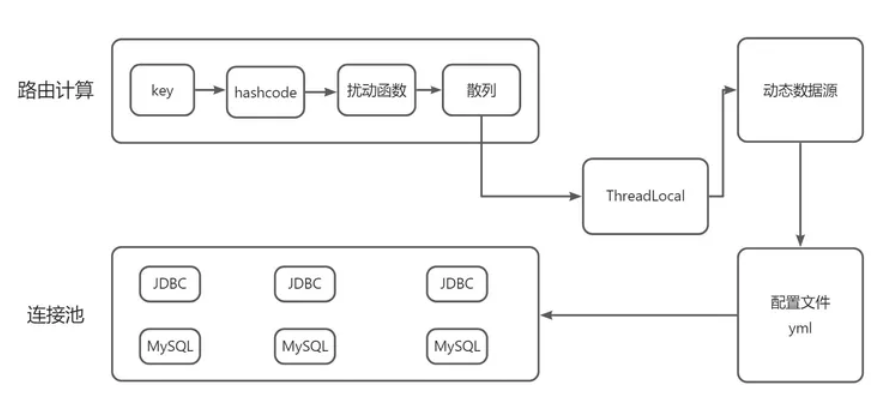 路由计算
key
hashcode
扰动函数
散列
动态数据源
ThreadLocal
连接池
JDBC
JDBC
JDBC
MySQL
MySQL
MySQL
配置文件
yml